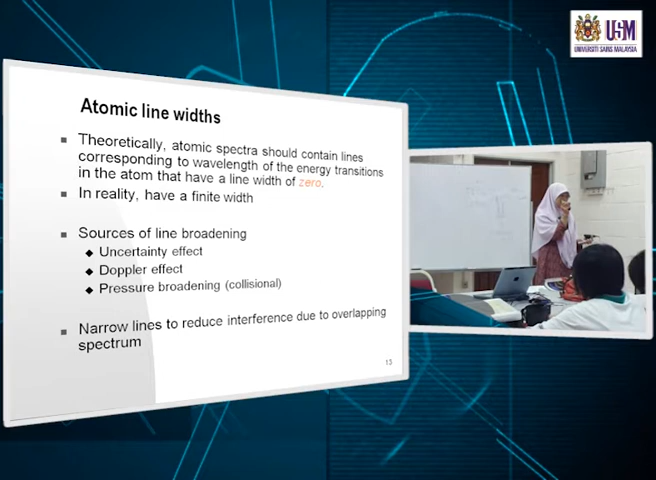 USM
UNIVERSITI SAINS MALAYSIA
Atomic line widths
Theoretically, atomic spectra should contain lines
corresponding to wavelength of the energy transitions
in the atom that have a line width of zero.
In reality, have a finite width
Sources of line broadening
Uncertainty effect
Doppler effect
Pressure broadening (collisional)
Narrow lines to reduce interference due to overlapping
spectrum
13